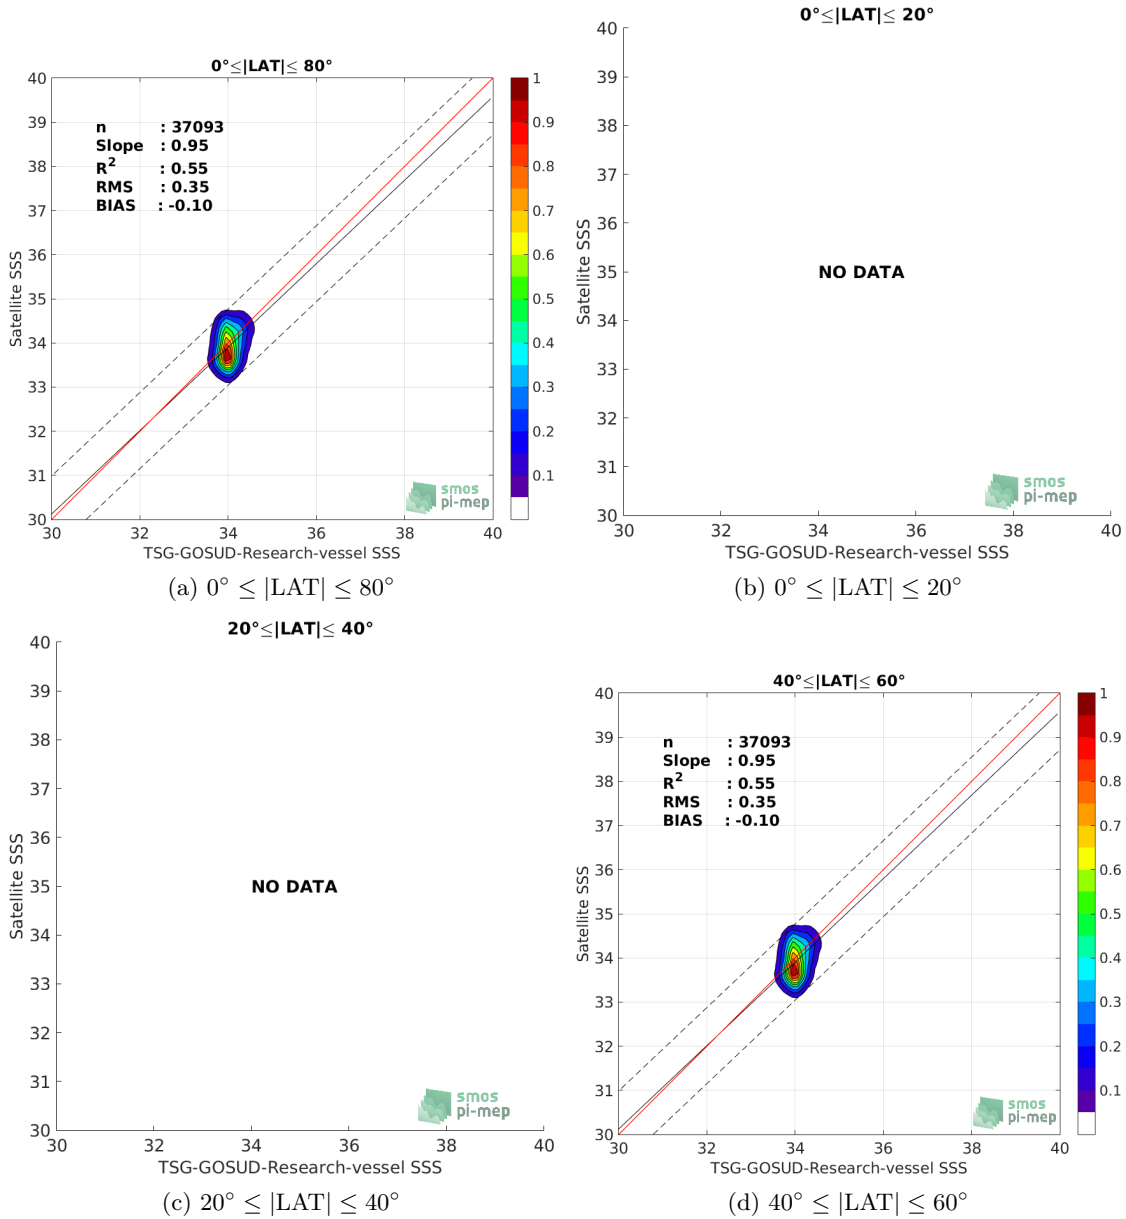 0°≤|LAT|≤ 80°
n : 37093
Slope : 0.95
R² : 0.55
RMS : 0.35
BIAS : -0.10
40
39
38
37
36
35
34
33
32
31
30
30 32 34 36 38 40
Satellite SSS
TSG-GOSUD-Research-vessel SSS
1
0.9
0.8
0.7
0.6
0.5
0.4
0.3
0.2
0.1
smos
pi-mep
(a) 0° ≤ |LAT| ≤ 80°
0°≤|LAT|≤ 20°
40
39
38
37
36
35
34
33
32
31
30
30 32 34 36 38 40
Satellite SSS
NO DATA
TSG-GOSUD-Research-vessel SSS
smos
pi-mep
(b) 0° ≤ |LAT| ≤ 20°
20°≤|LAT|≤ 40°
40
39
38
37
36
35
34
33
32
31
30
30 32 34 36 38 40
Satellite SSS
NO DATA
TSG-GOSUD-Research-vessel SSS
smos
pi-mep
(c) 20° ≤ |LAT| ≤ 40°
40°≤|LAT|≤ 60°
n : 37093
Slope : 0.95
R² : 0.55
RMS : 0.35
BIAS : -0.10
40
39
38
37
36
35
34
33
32
31
30
30 32 34 36 38 40
Satellite SSS
TSG-GOSUD-Research-vessel SSS
1
0.9
0.8
0.7
0.6
0.5
0.4
0.3
0.2
0.1
smos
pi-mep
(d) 40° ≤ |LAT| ≤ 60°